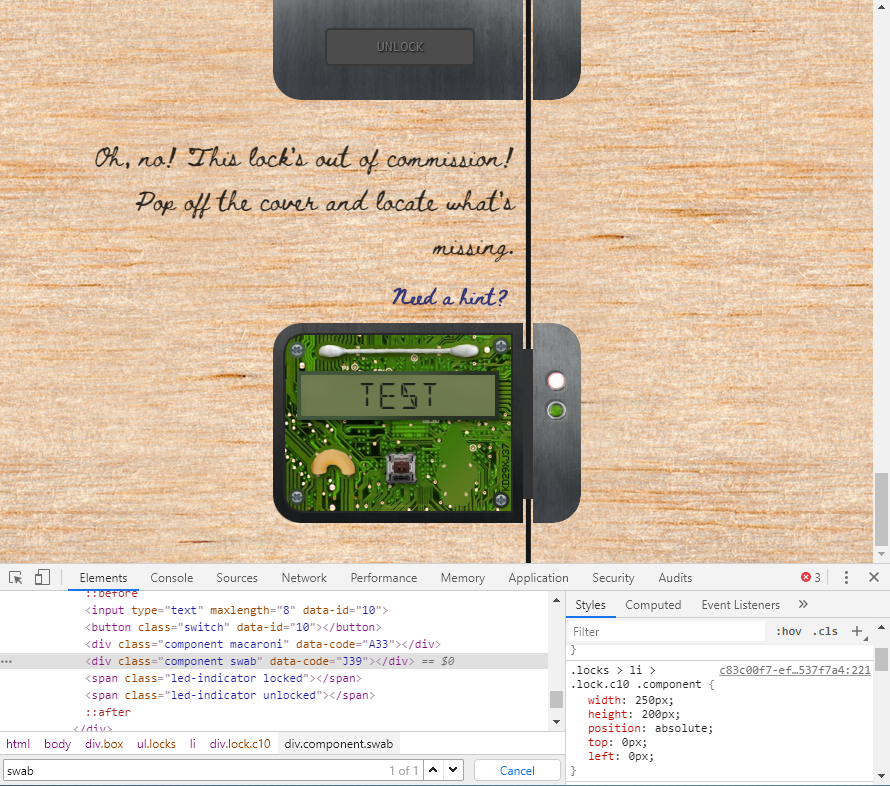 UNLOCK
Oh, no! This lock's out of commission!
Pop off the cover and locate what's
missing.
Need a hint?
TEST
KD29XJ37
Elements Console Sources Network Performance Memory Application Security Audits 3
::before
<input type="text" maxlength="8" data-id="10">
<button class="switch" data-id="10"></button>
<div class="component macaroni" data-code="A33"></div>
<div class="component swab" data-code="J39"></div> == $0
<span class="led-indicator locked"></span>
<span class="led-indicator unlocked"></span>
::after
</div>
html body div.box ul.locks li div.lock.c10 div.component.swab
swab 1 of 1 Cancel
Styles Computed Event Listeners »
Filter :hov .cls +
}
.locks > li > c83c00f7-ef…537f7a4:221
.lock.c10 .component {
width: 250px;
height: 200px;
position: absolute;
top: 0px;
left: 0px;
}